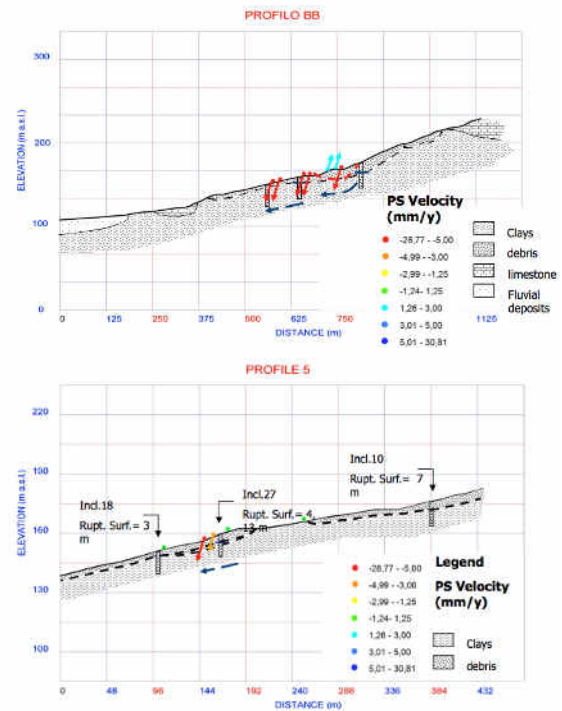 PROFILO BB
ELEVATION (m a.s.l.)
300
200
100
0
PS Velocity
(mm/y)
-28,77 - -5,00
-4,99 - -3,00
-2,99 - -1,25
-1,24- 1,25
1,26 - 3,00
3,01 - 5,00
5,01 - 30,81
Clays
debris
limestone
Fluvial
deposits
0 125 250 375 500 625 750 1125
DISTANCE (m)
PROFILE 5
ELEVATION (m a.s.l.)
220
190
160
130
100
Incl.18
Rupt. Surf.= 3
m
Incl.27
Rupt. Surf.= 4,
13 m
Incl.10
Rupt. Surf.= 7
m
Legend
PS Velocity
(mm/y)
-28,77 - -5,00
-4,99 - -3,00
-2,99 - -1,25
-1,24- 1,25
1,26 - 3,00
3,01 - 5,00
5,01 - 30,81
Clays
debris
0 48 96 144 192 240 288 336 384 432
DISTANCE (m)